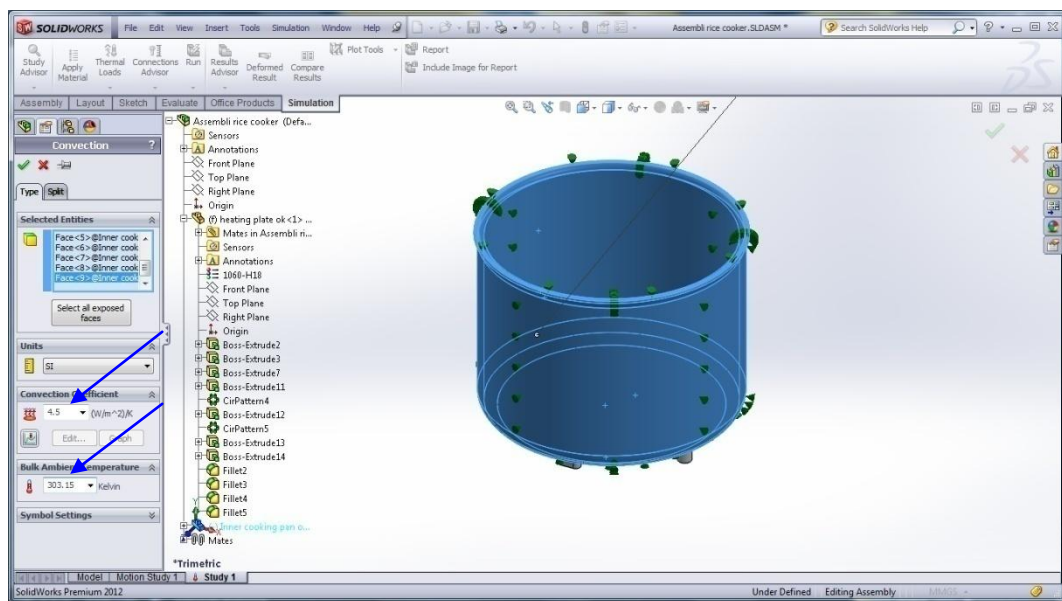 SOLIDWORKS File Edit View Insert Tools Simulation Window Help Assembli rice cooker.SLDASM * Search SolidWorks Help
Study Advisor
Apply Material
Thermal Loads
Connections Advisor
Run
Results Advisor
Deformed Result
Compare Results
Plot Tools
Report
Include Image for Report
Assembly Layout Sketch Evaluate Office Products Simulation
Convection ?
Type Split
Selected Entities
Face<5>@Inner cook
Face<6>@Inner cook
Face<7>@Inner cook
Face<8>@Inner cook
Face<9>@Inner cook
Select all exposed
faces
Units
SI
Convection
4.5 (W/m^2)/K
Edit...
Bulk
303.15 Kelvin
Symbol Settings
Assembli rice cooker (Defa...
Sensors
Annotations
Front Plane
Top Plane
Right Plane
Origin
(f) heating plate ok<1> ...
Mates in Assembli ri...
Sensors
Annotations
1060-H18
Front Plane
Top Plane
Right Plane
Origin
Boss-Extrude2
Boss-Extrude3
Boss-Extrude7
Boss-Extrude11
CirPattern4
Boss-Extrude12
CirPattern5
Boss-Extrude13
Boss-Extrude14
Fillet2
Fillet3
Fillet4
Fillet5
Inner cooking pan o...
Mates
*Trimetric
Model Motion Study 1 Study 1
SolidWorks Premium 2012 Under Defined Editing Assembly MMGS